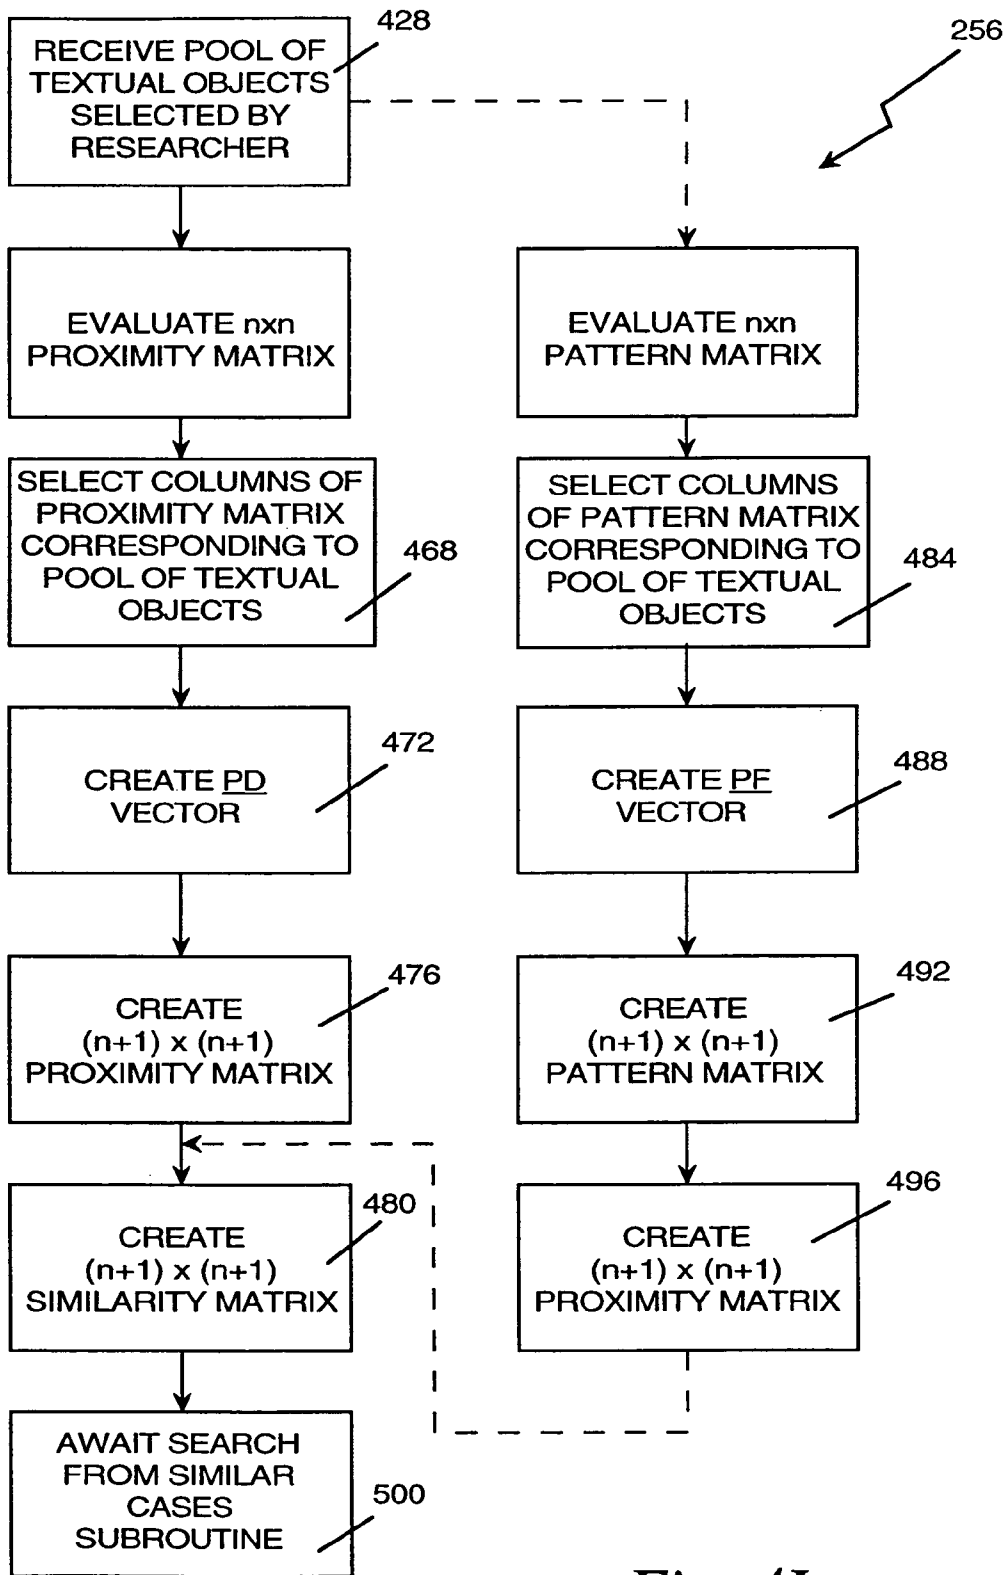 428
256
RECEIVE POOL OF
TEXTUAL OBJECTS
SELECTED BY
RESEARCHER
EVALUATE nxn
PROXIMITY MATRIX
EVALUATE nxn
PATTERN MATRIX
SELECT COLUMNS OF
PROXIMITY MATRIX
CORRESPONDING TO
POOL OF TEXTUAL
OBJECTS
468
SELECT COLUMNS
OF PATTERN MATRIX
CORRESPONDING TO
POOL OF TEXTUAL
OBJECTS
484
472
CREATE PD
VECTOR
488
CREATE PF
VECTOR
476
CREATE
(n+1) x (n+1)
PROXIMITY MATRIX
492
CREATE
(n+1) x (n+1)
PATTERN MATRIX
480
CREATE
(n+1) x (n+1)
SIMILARITY MATRIX
496
CREATE
(n+1) x (n+1)
PROXIMITY MATRIX
AWAIT SEARCH
FROM SIMILAR
CASES
SUBROUTINE
500